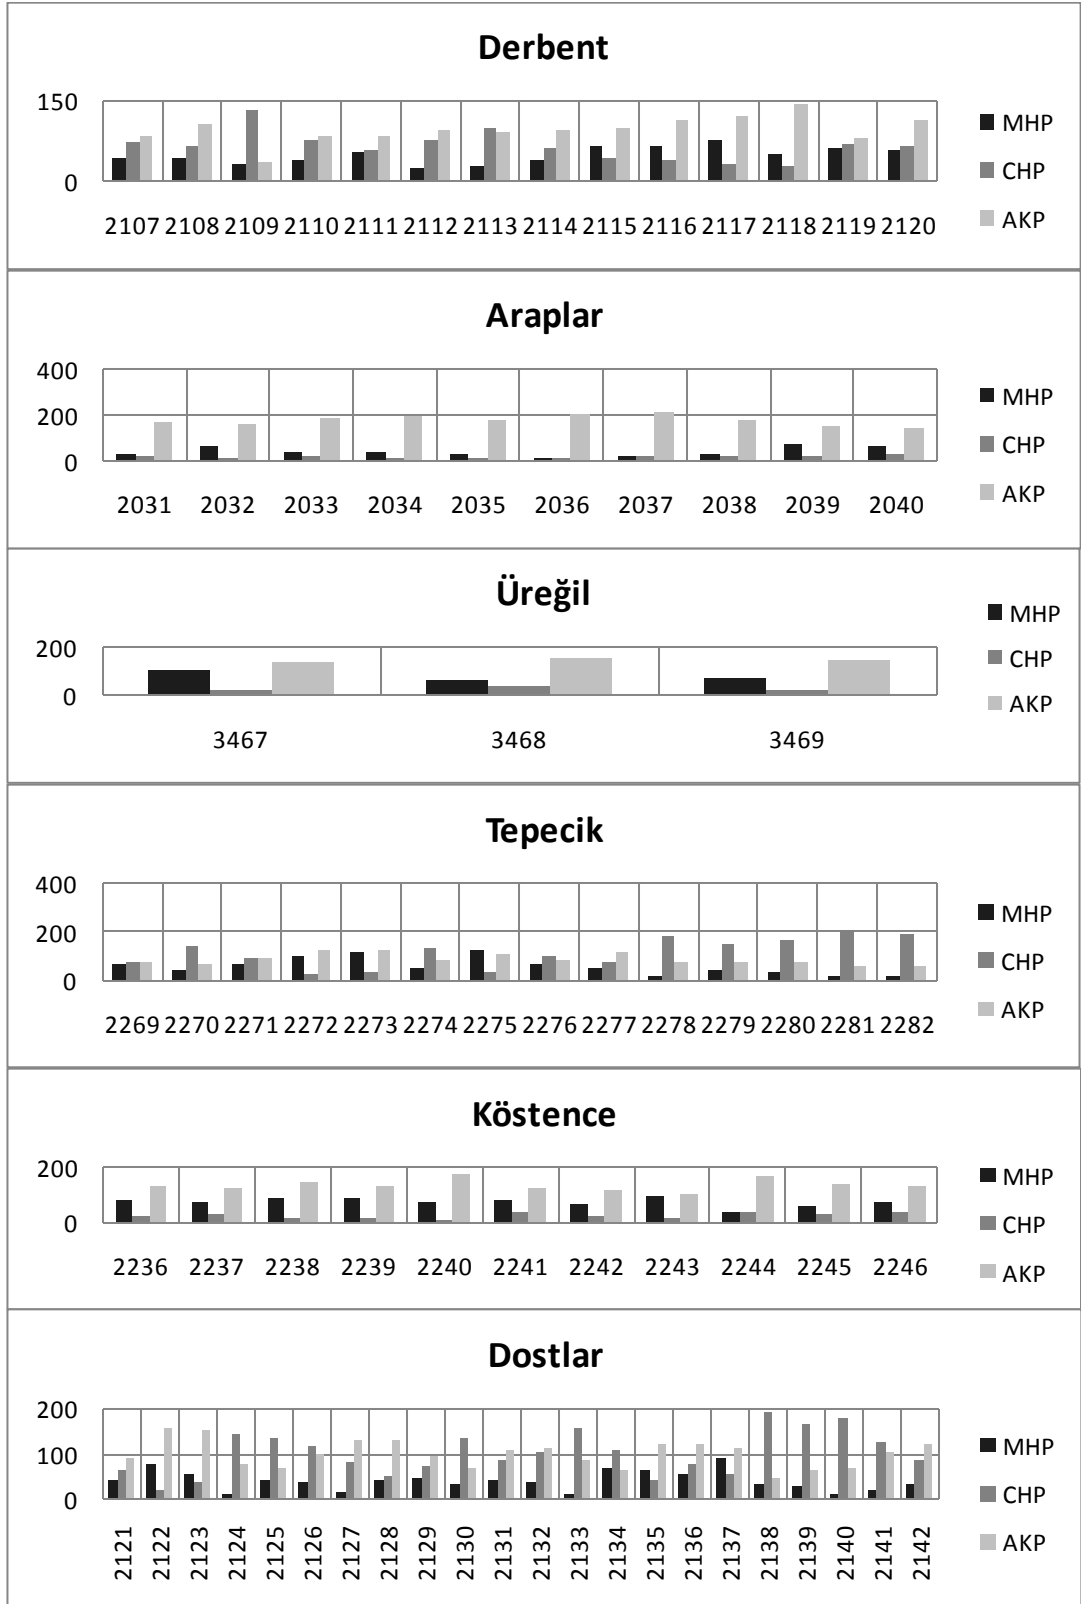 Derbent
150
0
2107 2108 2109 2110 2111 2112 2113 2114 2115 2116 2117 2118 2119 2120
MHP
CHP
AKP
Araplar
400
200
0
2031 2032 2033 2034 2035 2036 2037 2038 2039 2040
MHP
CHP
AKP
Üreğil
200
0
3467 3468 3469
MHP
CHP
AKP
Tepecik
400
200
0
2269 2270 2271 2272 2273 2274 2275 2276 2277 2278 2279 2280 2281 2282
MHP
CHP
AKP
Köstence
200
0
2236 2237 2238 2239 2240 2241 2242 2243 2244 2245 2246
MHP
CHP
AKP
Dostlar
200
100
0
2121 2122 2123 2124 2125 2126 2127 2128 2129 2130 2131 2132 2133 2134 2135 2136 2137 2138 2139 2140 2141 2142
MHP
CHP
AKP